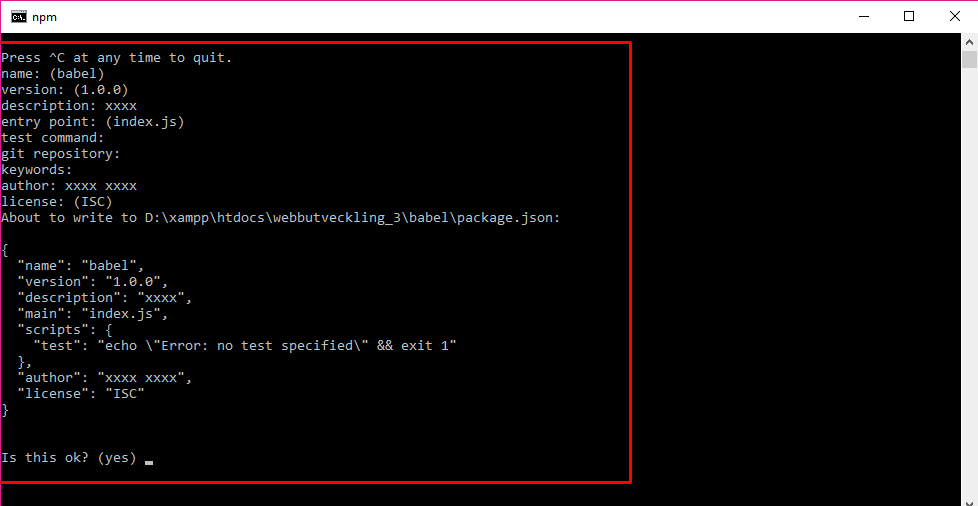 npm
Press ^C at any time to quit.
name: (babel)
version: (1.0.0)
description: xxxx
entry point: (index.js)
test command:
git repository:
keywords:
author: xxxx xxxx
license: (ISC)
About to write to D:\xampp\htdocs\webbutveckling_3\babel\package.json:
{
  "name": "babel",
  "version": "1.0.0",
  "description": "xxxx",
  "main": "index.js",
  "scripts": {
    "test": "echo \"Error: no test specified\" && exit 1"
  },
  "author": "xxxx xxxx",
  "license": "ISC"
}
Is this ok? (yes)